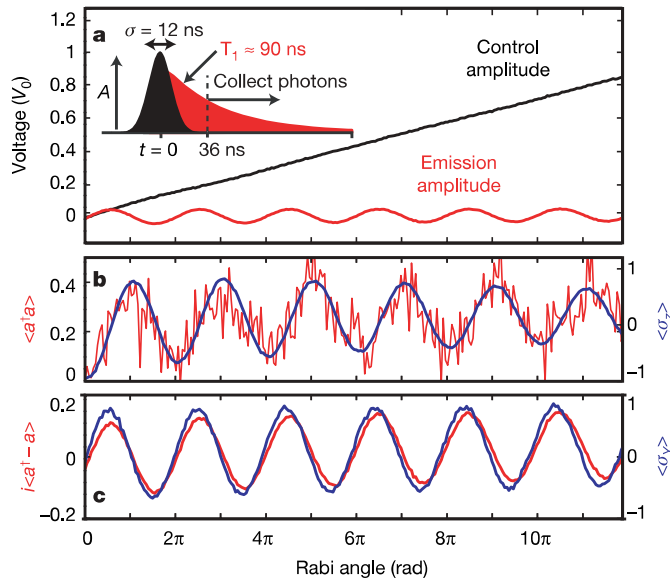 a
σ = 12 ns
T₁ ≈ 90 ns
Collect photons
A
t = 0
36 ns
Control
amplitude
Emission
amplitude
Voltage (V₀)
1.2
1.0
0.8
0.6
0.4
0.2
0
b
<a†a>
0.4
0.2
0
1
0
−1
<σz>
c
i<a† − a>
0.2
0
−0.2
1
0
−1
<σy>
0
2π
4π
6π
8π
10π
Rabi angle (rad)